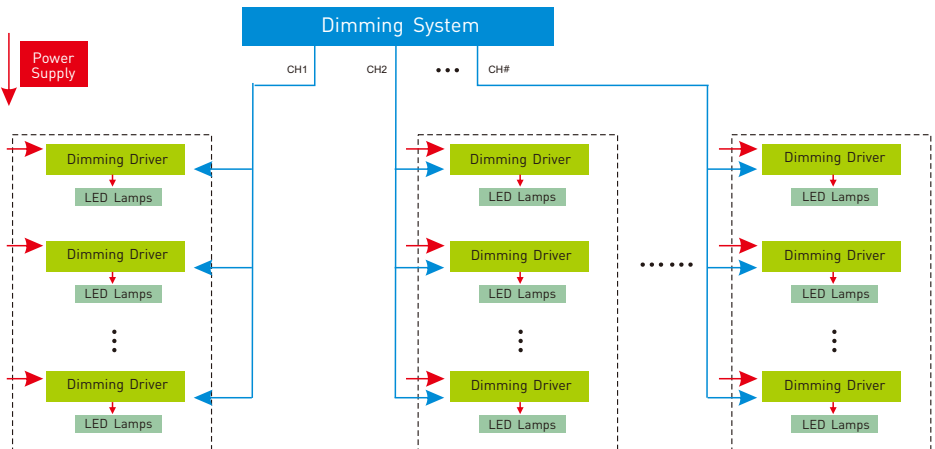 Dimming System
Power
Supply
CH1 CH2 ••• CH#
Dimming Driver Dimming Driver Dimming Driver
LED Lamps LED Lamps LED Lamps
Dimming Driver Dimming Driver Dimming Driver
LED Lamps LED Lamps LED Lamps
Dimming Driver Dimming Driver Dimming Driver
LED Lamps LED Lamps LED Lamps